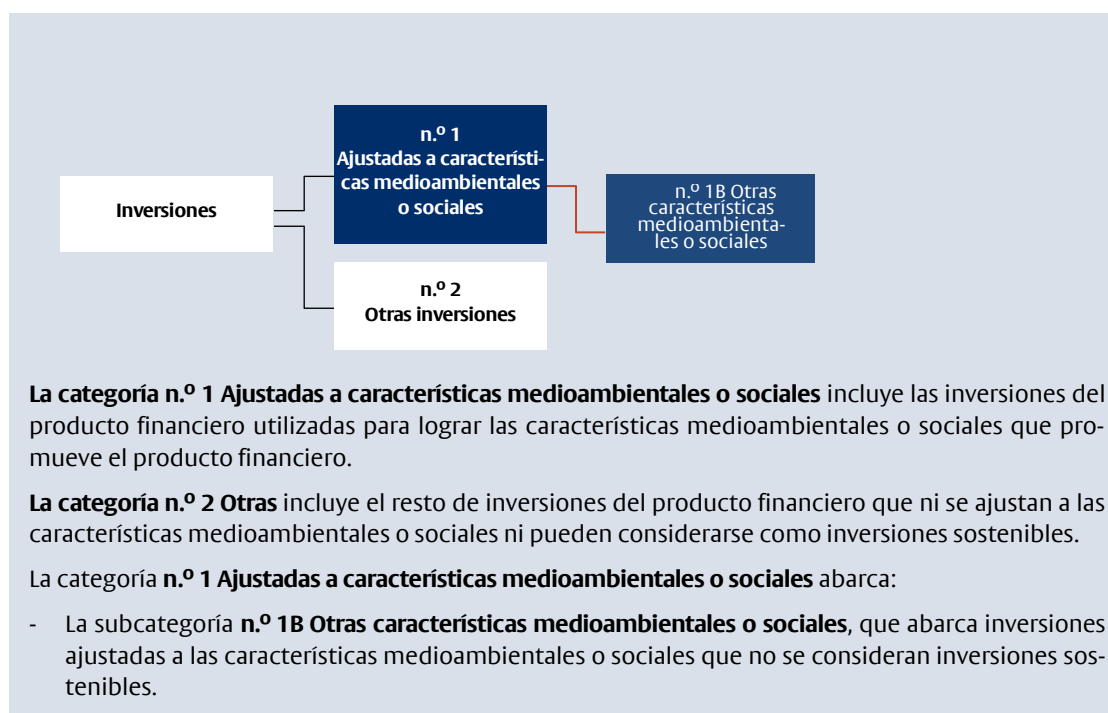 n.º 1
Ajustadas a característi-
cas medioambientales
o sociales
Inversiones
n.º 1B Otras
características
medioambienta-
les o sociales
n.º 2
Otras inversiones
La categoría n.º 1 Ajustadas a características medioambientales o sociales incluye las inversiones del
producto financiero utilizadas para lograr las características medioambientales o sociales que pro-
mueve el producto financiero.
La categoría n.º 2 Otras incluye el resto de inversiones del producto financiero que ni se ajustan a las
características medioambientales o sociales ni pueden considerarse como inversiones sostenibles.
La categoría n.º 1 Ajustadas a características medioambientales o sociales abarca:
- La subcategoría n.º 1B Otras características medioambientales o sociales, que abarca inversiones
ajustadas a las características medioambientales o sociales que no se consideran inversiones sos-
tenibles.